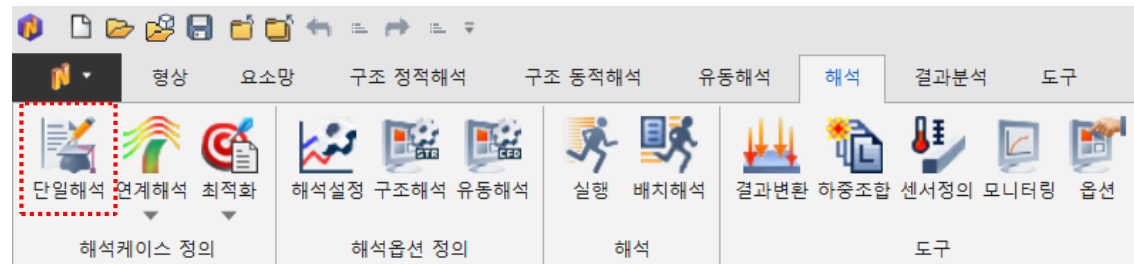 형상 요소망 구조 정적해석 구조 동적해석 유동해석 해석 결과분석 도구
단일해석 연계해석 최적화 해석설정 구조해석 유동해석 실행 배치해석 결과변환 하중조합 센서정의 모니터링 옵션
해석케이스 정의 해석옵션 정의 해석 도구